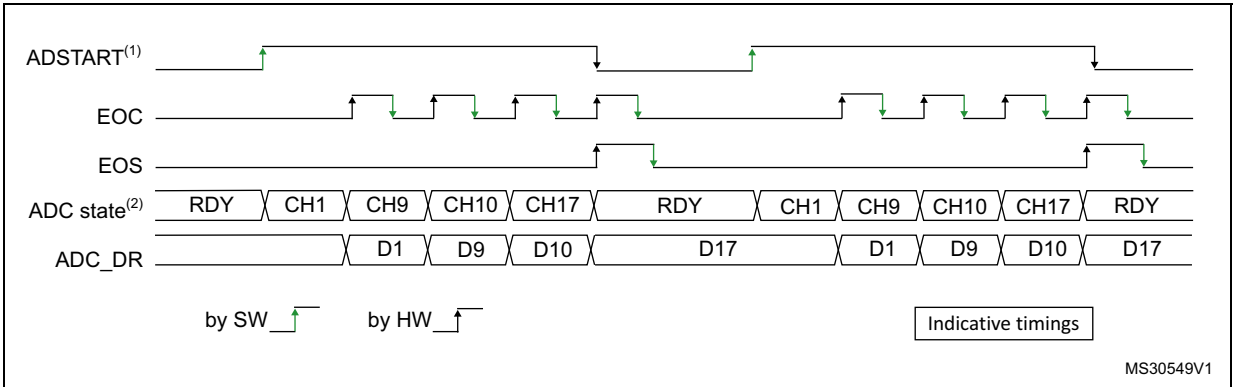 ADSTART(1)
EOC
EOS
ADC state(2) RDY CH1 CH9 CH10 CH17 RDY CH1 CH9 CH10 CH17 RDY
ADC_DR D1 D9 D10 D17 D1 D9 D10 D17
by SW by HW Indicative timings
MS30549V1